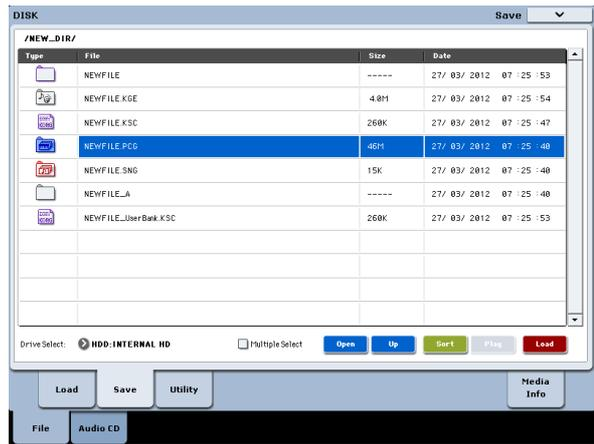 DISK Save
/NEW_DIR/
Type File Size Date
NEWFILE ----- 27/ 03/ 2012 07 :25 :53
NEWFILE.KGE 4.0M 27/ 03/ 2012 07 :25 :54
NEWFILE.KSC 260K 27/ 03/ 2012 07 :25 :47
NEWFILE.PCG 46M 27/ 03/ 2012 07 :25 :40
NEWFILE.SNG 15K 27/ 03/ 2012 07 :25 :40
NEWFILE_A ----- 27/ 03/ 2012 07 :25 :40
NEWFILE_UserBank.KSC 260K 27/ 03/ 2012 07 :25 :53
Drive Select: HDD:INTERNAL HD Multiple Select Open Up Sort Play Load
Load Save Utility Media Info
File Audio CD